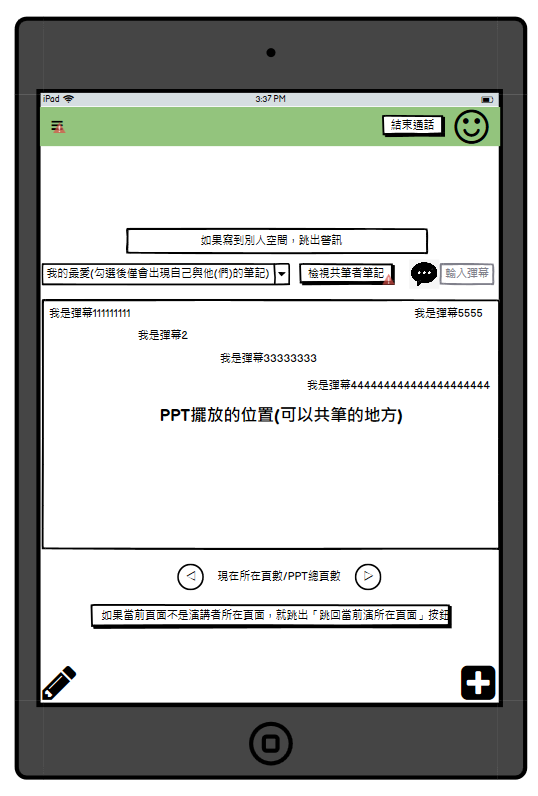 iPad
3:37 PM
結束通話
如果寫到別人空間，跳出警訊
我的最愛(勾選後僅會出現自己與他(們)的筆記)
檢視共筆者筆記
輸入彈幕
我是彈幕111111111
我是彈幕5555
我是彈幕2
我是彈幕33333333
我是彈幕444444444444444444444
PPT擺放的位置(可以共筆的地方)
現在所在頁數/PPT總頁數
如果當前頁面不是演講者所在頁面，就跳出「跳回當前演所在頁面」按鈕